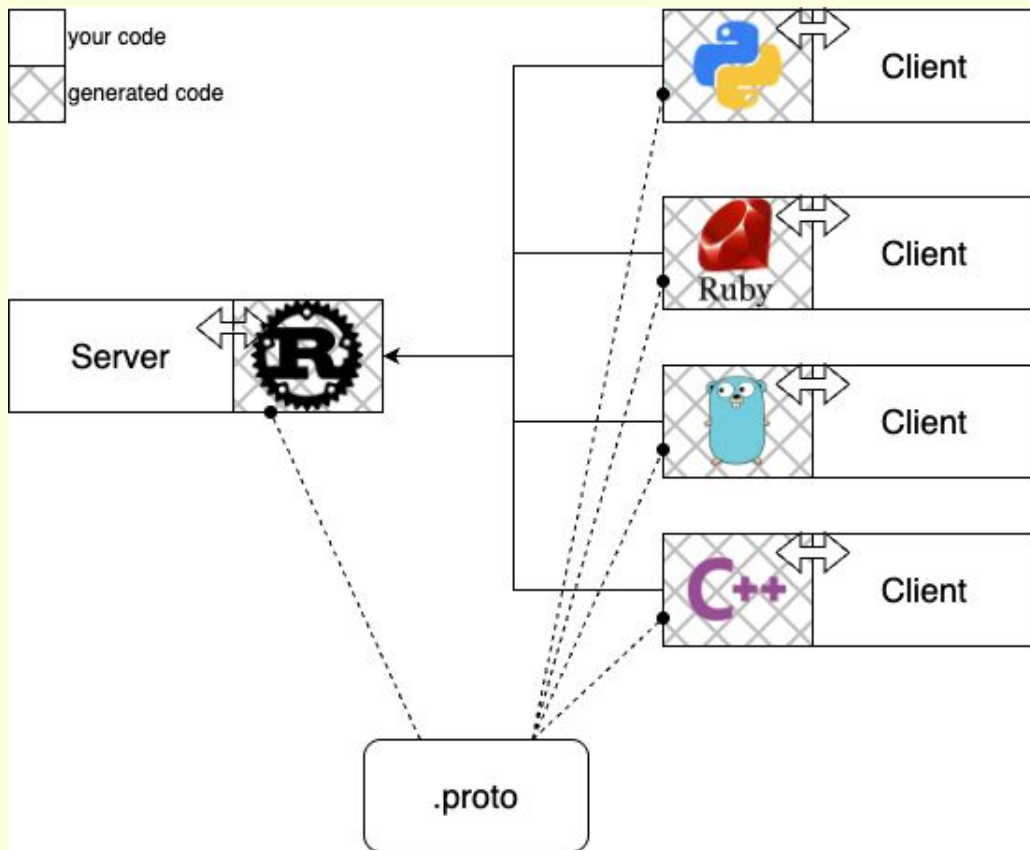 your code
generated code
Client
Ruby
Client
Server
R
Client
C++
Client
.proto